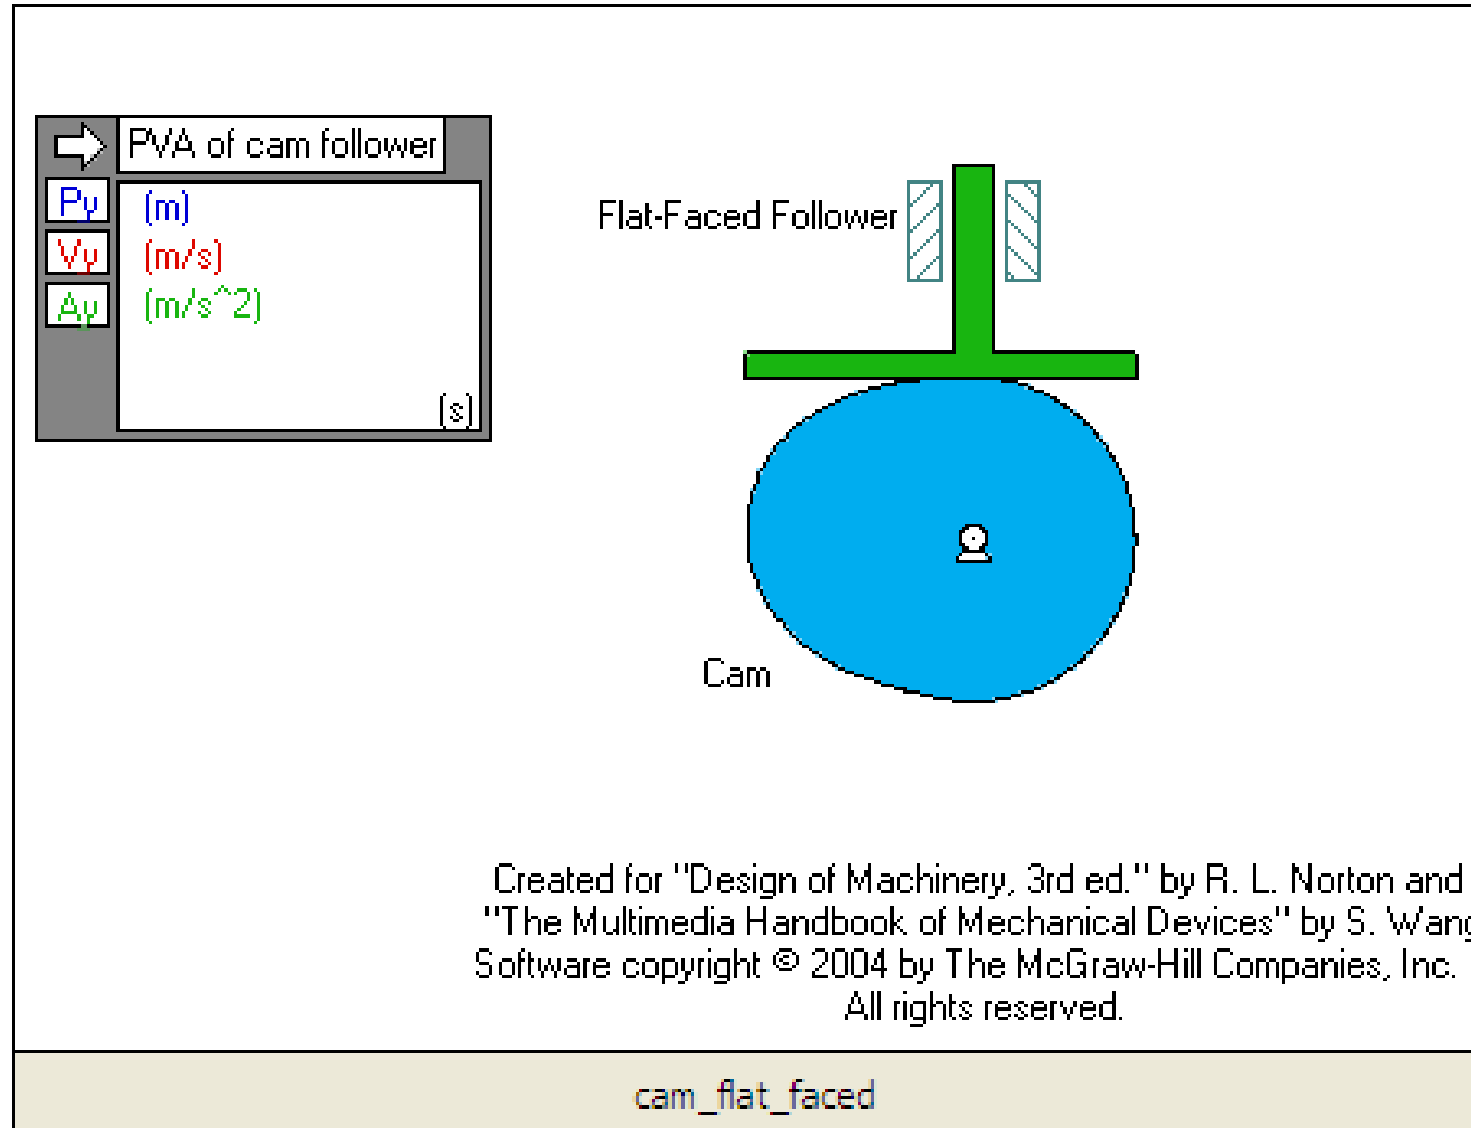 PVA of cam follower
Py (m)
Vy (m/s)
Ay (m/s^2)
(s)
Flat-Faced Follower
Cam
Created for "Design of Machinery, 3rd ed." by R. L. Norton and
"The Multimedia Handbook of Mechanical Devices" by S. Wang
Software copyright © 2004 by The McGraw-Hill Companies, Inc.
All rights reserved.
cam_flat_faced